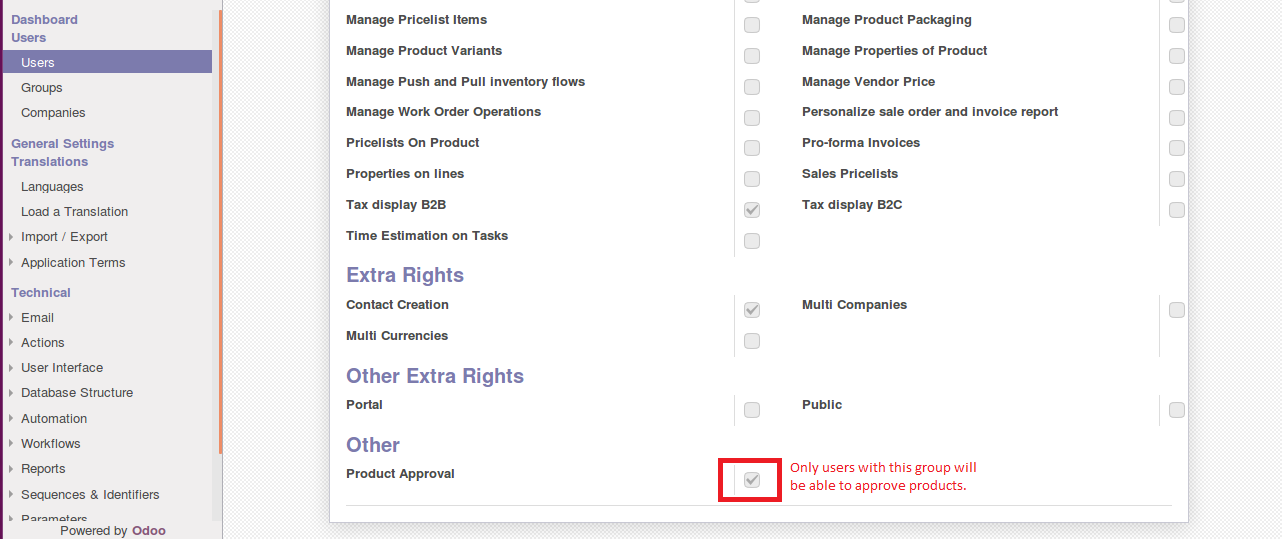 Dashboard
Users
Users
Groups
Companies
General Settings
Translations
Languages
Load a Translation
Import / Export
Application Terms
Technical
Email
Actions
User Interface
Database Structure
Automation
Workflows
Reports
Sequences & Identifiers
Parameters
Powered by Odoo
Manage Pricelist Items
Manage Product Packaging
Manage Product Variants
Manage Properties of Product
Manage Push and Pull inventory flows
Manage Vendor Price
Manage Work Order Operations
Personalize sale order and invoice report
Pricelists On Product
Pro-forma Invoices
Properties on lines
Sales Pricelists
Tax display B2B
Tax display B2C
Time Estimation on Tasks
Extra Rights
Contact Creation
Multi Companies
Multi Currencies
Other Extra Rights
Portal
Public
Other
Product Approval
Only users with this group will
be able to approve products.